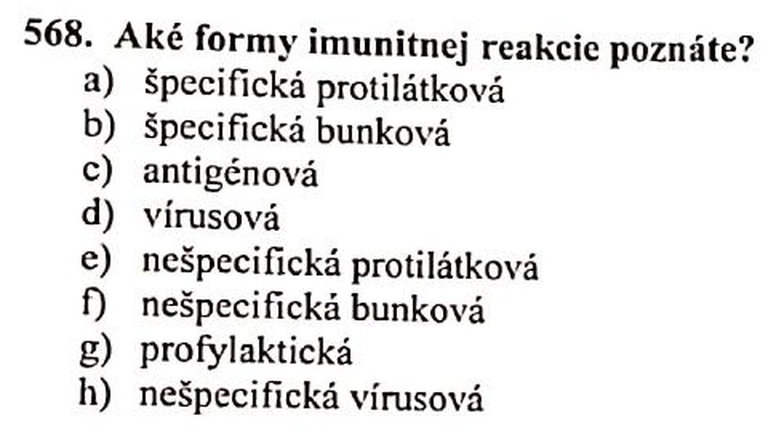 568. Aké formy imunitnej reakcie poznáte?
a) špecifická protilátková
b) špecifická bunková
c) antigénová
d) vírusová
e) nešpecifická protilátková
f) nešpecifická bunková
g) profylaktická
h) nešpecifická vírusová